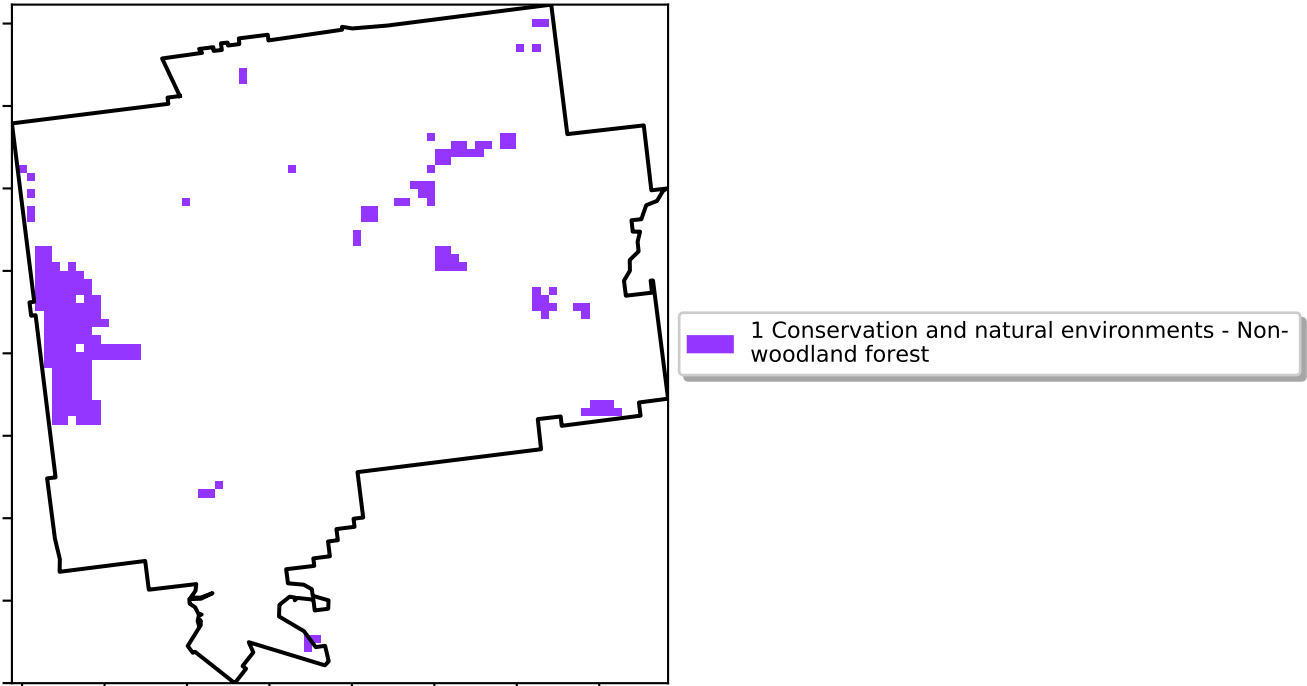 1 Conservation and natural environments - Non-
woodland forest